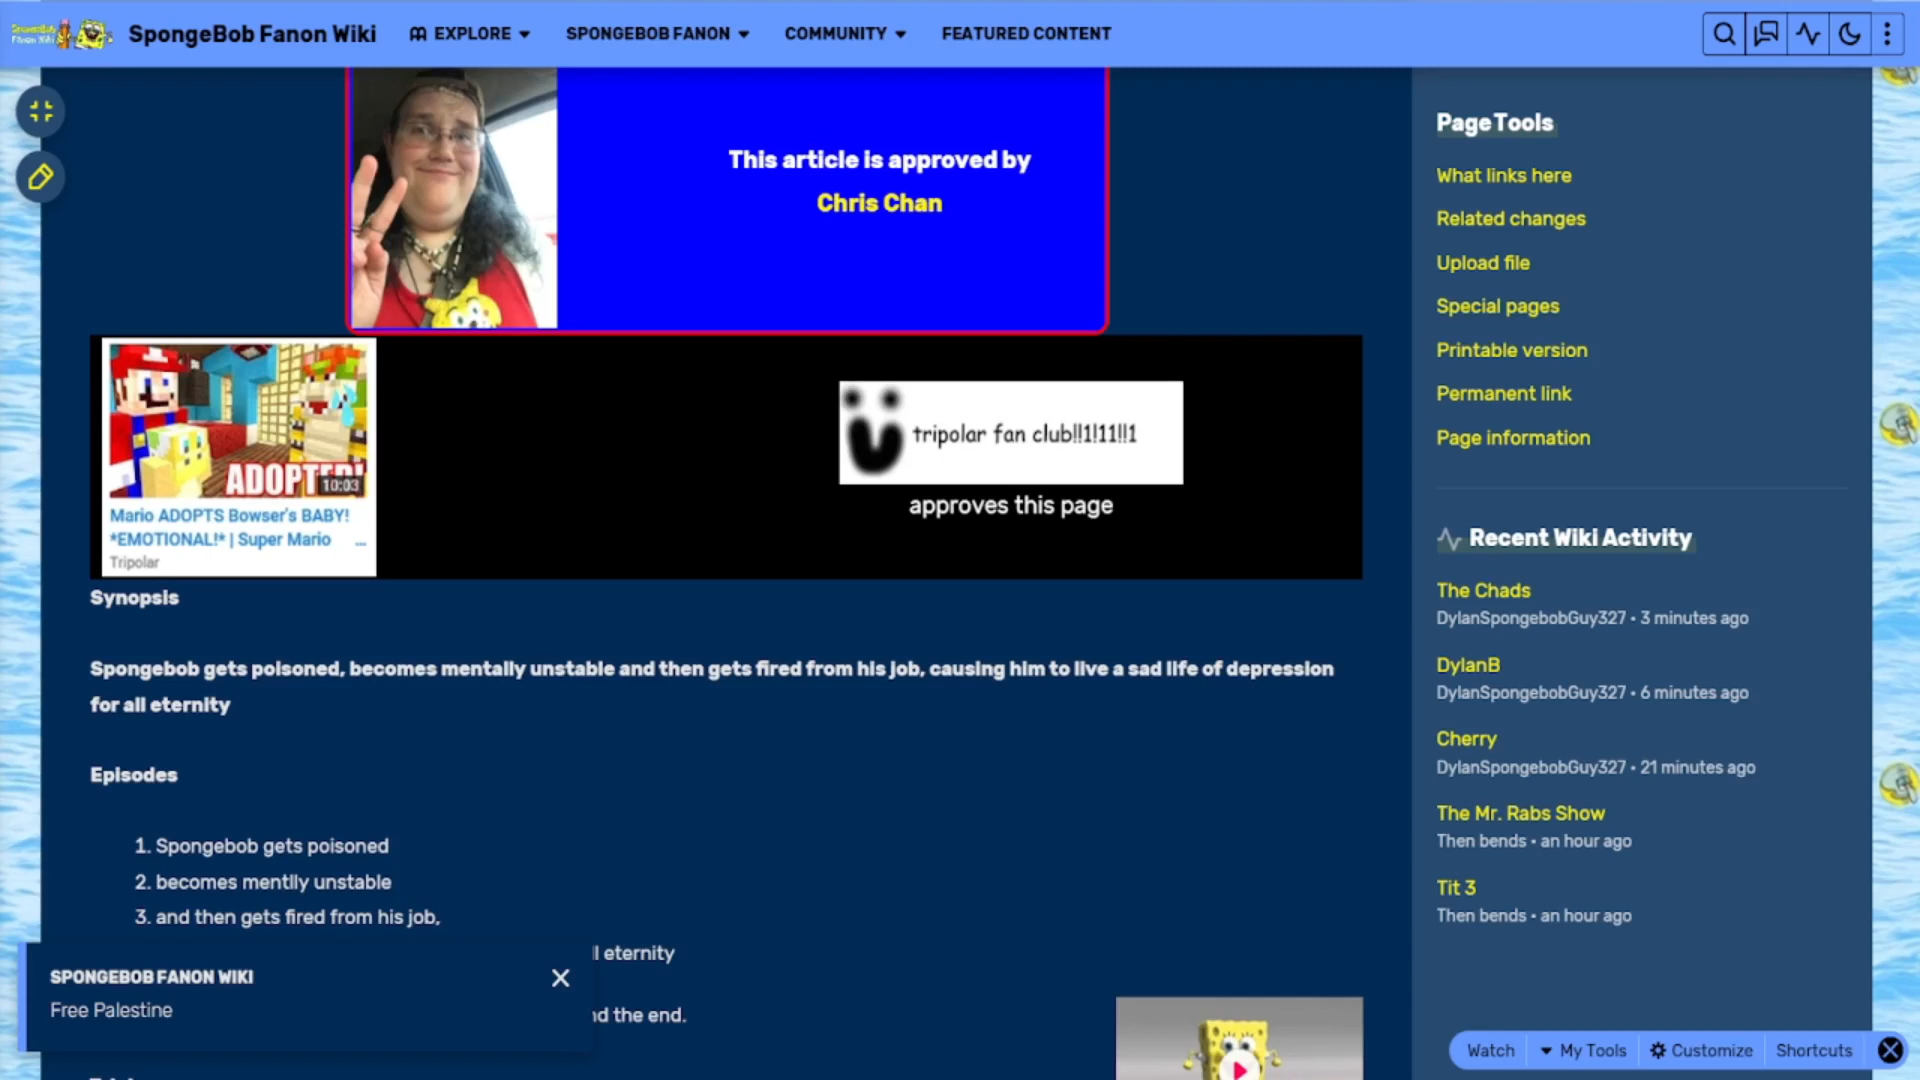 SpongeBob Fanon Wiki
EXPLORE
SPONGEBOB FANON
COMMUNITY
FEATURED CONTENT
This article is approved by
Chris Chan
ADOPTED!
10:03
Mario ADOPTS Bowser's BABY!
*EMOTIONAL!* | Super Mario ...
Tripolar
tripolar fan club!!1!11!!1
approves this page
Synopsis
Spongebob gets poisoned, becomes mentally unstable and then gets fired from his job, causing him to live a sad life of depression
for all eternity
Episodes
1. Spongebob gets poisoned
2. becomes mentlly unstable
3. and then gets fired from his job,
eternity
the end.
SPONGEBOB FANON WIKI
Free Palestine
Page Tools
What links here
Related changes
Upload file
Special pages
Printable version
Permanent link
Page information
Recent Wiki Activity
The Chads
DylanSpongebobGuy327 • 3 minutes ago
DylanB
DylanSpongebobGuy327 • 6 minutes ago
Cherry
DylanSpongebobGuy327 • 21 minutes ago
The Mr. Rabs Show
Then bends • an hour ago
Tit 3
Then bends • an hour ago
Watch
My Tools
Customize
Shortcuts